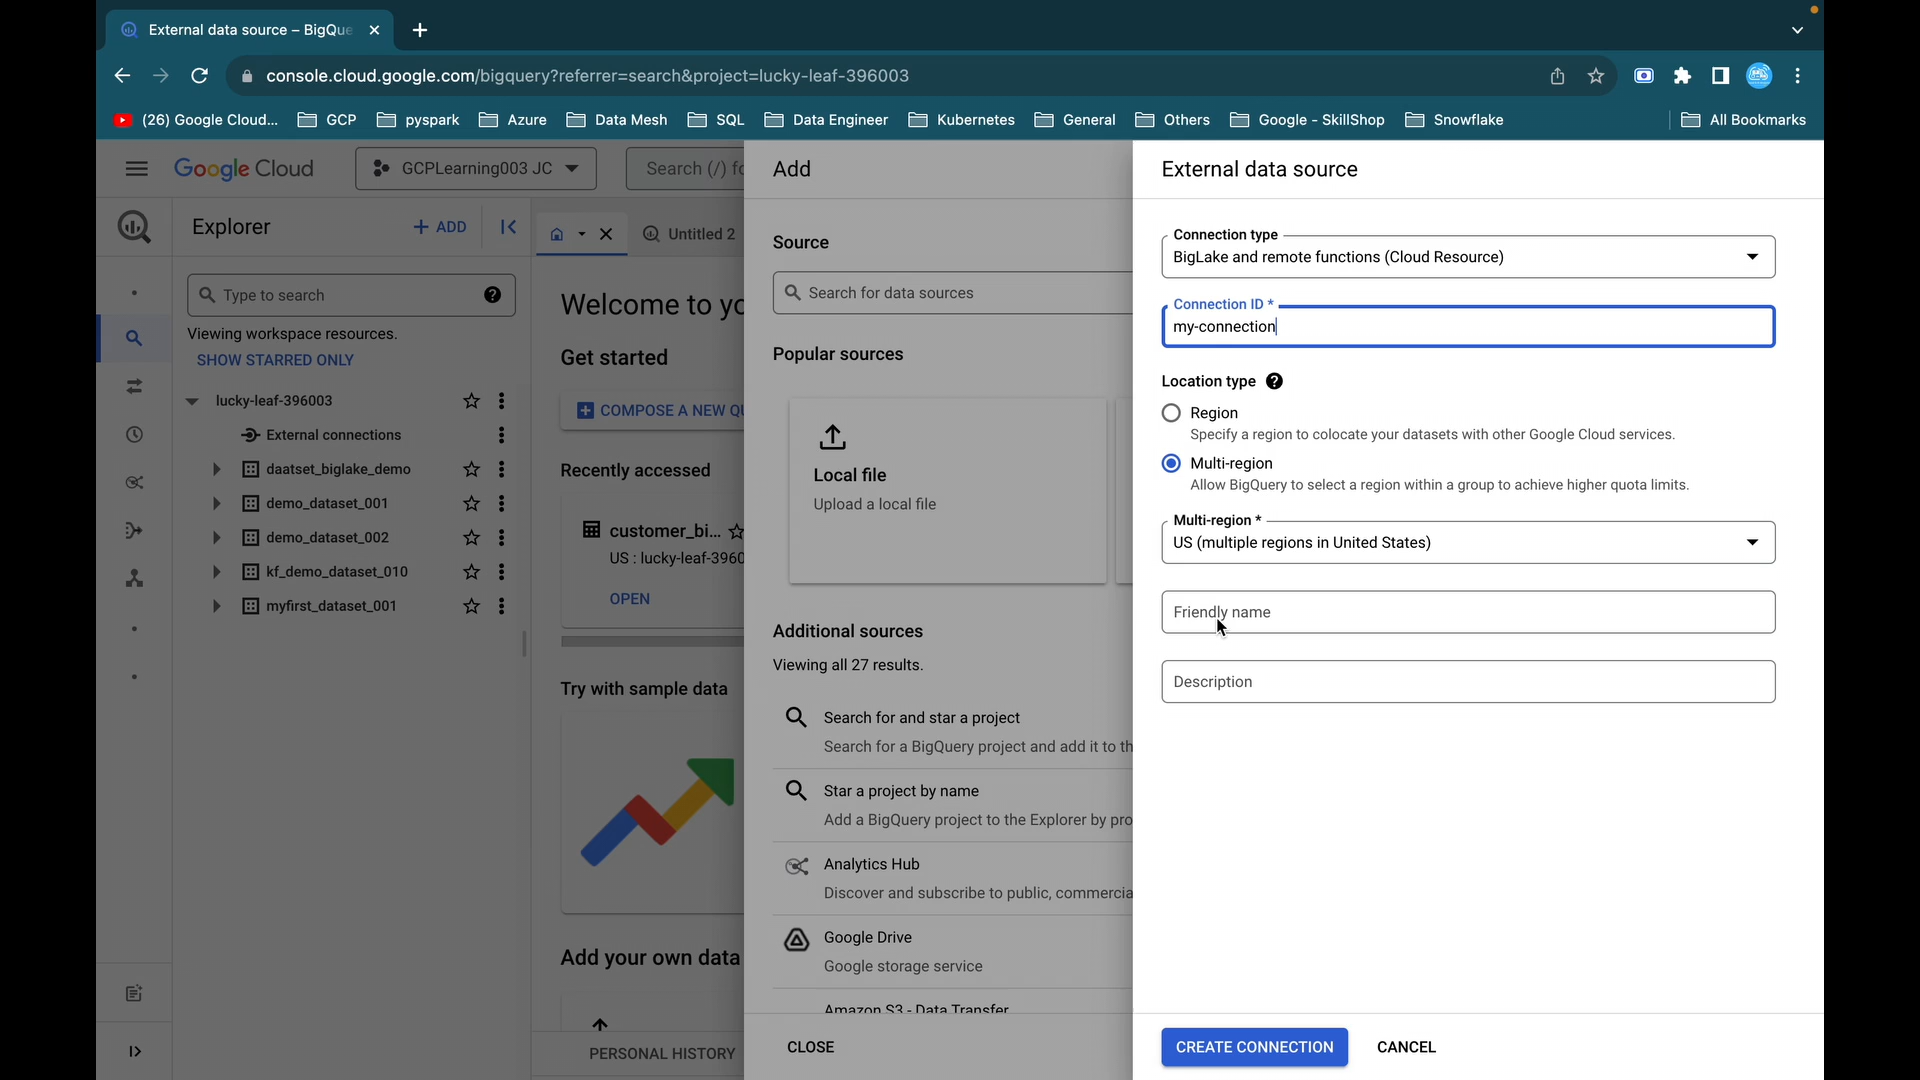 External data source – BigQue
console.cloud.google.com/bigquery?referrer=search&project=lucky-leaf-396003
(26) Google Cloud...
GCP
pyspark
Azure
Data Mesh
SQL
Data Engineer
Kubernetes
General
Others
Google - SkillShop
Snowflake
All Bookmarks
Google Cloud
GCPLearning003 JC
Search (/) fo
Explorer
+ ADD
Type to search
Viewing workspace resources.
SHOW STARRED ONLY
lucky-leaf-396003
External connections
daatset_biglake_demo
demo_dataset_001
demo_dataset_002
kf_demo_dataset_010
myfirst_dataset_001
Untitled 2
Welcome to yo
Get started
COMPOSE A NEW QU
Recently accessed
customer_bi...
US : lucky-leaf-3960
OPEN
Try with sample data
Add your own data
PERSONAL HISTORY
Add
Source
Search for data sources
Popular sources
Local file
Upload a local file
Additional sources
Viewing all 27 results.
Search for and star a project
Search for a BigQuery project and add it to th
Star a project by name
Add a BigQuery project to the Explorer by pro
Analytics Hub
Discover and subscribe to public, commercia
Google Drive
Google storage service
Amazon S3 - Data Transfer
CLOSE
External data source
Connection type
BigLake and remote functions (Cloud Resource)
Connection ID *
my-connection
Location type
Region
Specify a region to colocate your datasets with other Google Cloud services.
Multi-region
Allow BigQuery to select a region within a group to achieve higher quota limits.
Multi-region *
US (multiple regions in United States)
Friendly name
Description
CREATE CONNECTION
CANCEL